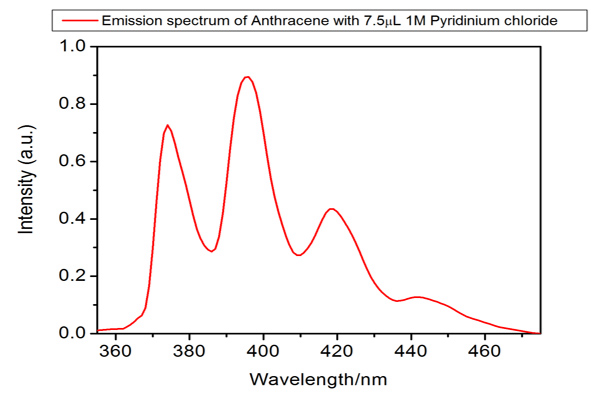 Emission spectrum of Anthracene with 7.5μL 1M Pyridinium chloride
1.0
0.8
0.6
0.4
0.2
0.0
Intensity (a.u.)
360 380 400 420 440 460
Wavelength/nm